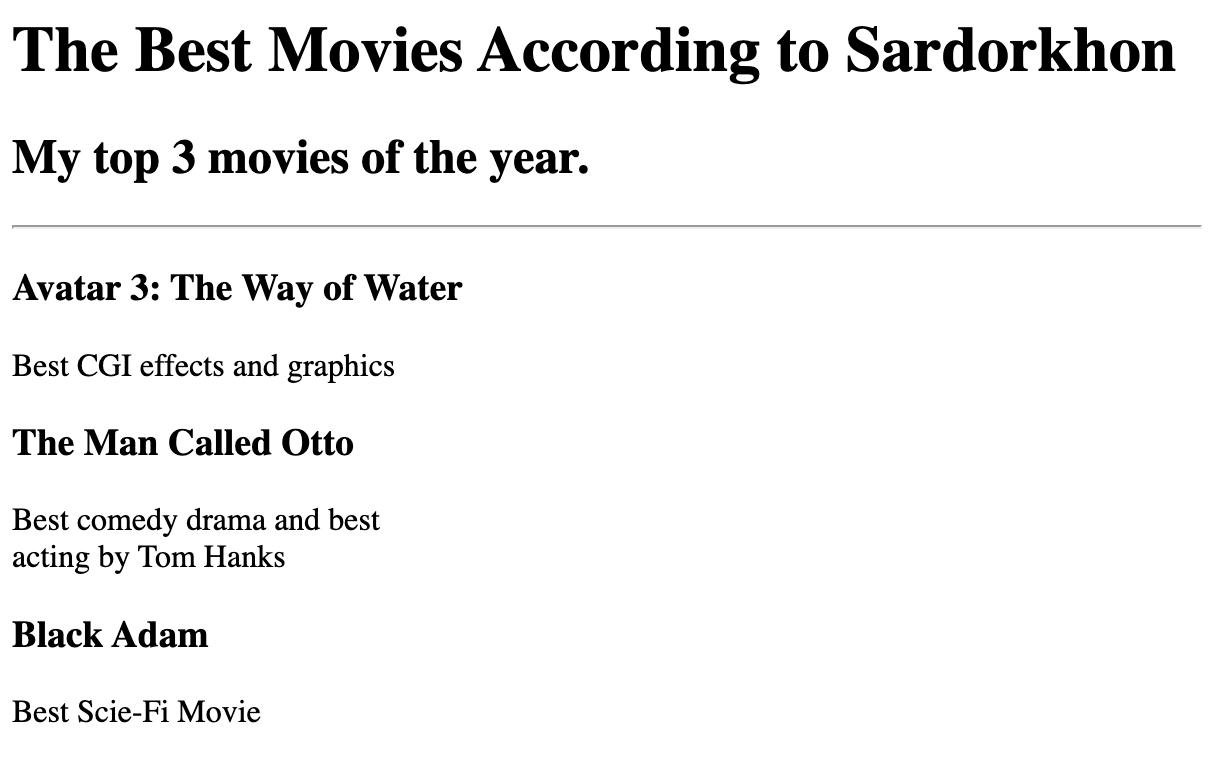 The Best Movies According to Sardorkhon
My top 3 movies of the year.
Avatar 3: The Way of Water
Best CGI effects and graphics
The Man Called Otto
Best comedy drama and best
acting by Tom Hanks
Black Adam
Best Scie-Fi Movie